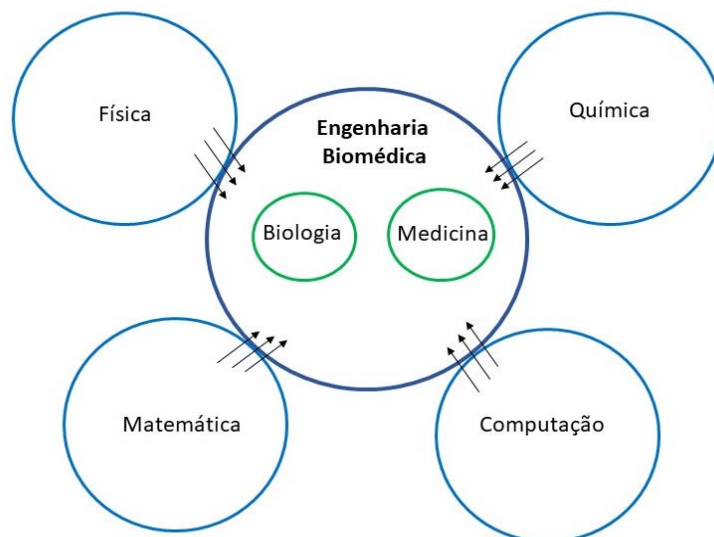 Física
Química
Engenharia
Biomédica
Biologia
Medicina
Matemática
Computação